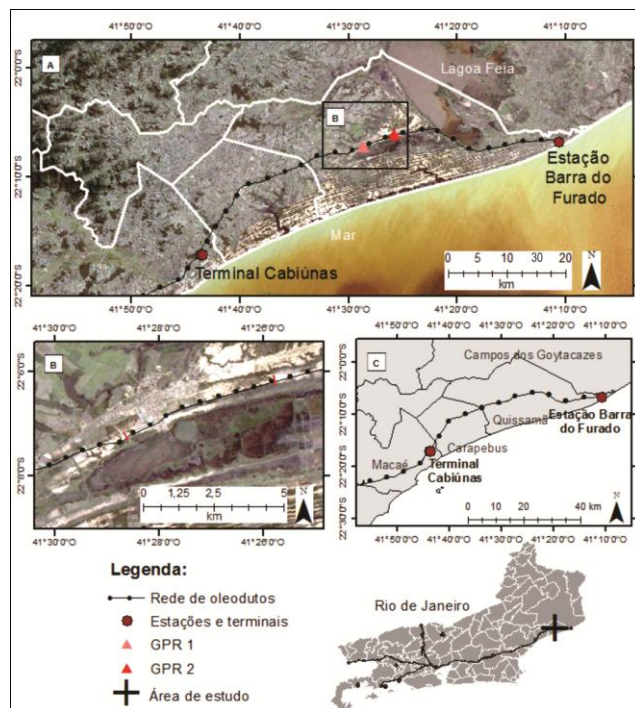 41°50'0"O 41°40'0"O 41°30'0"O 41°20'0"O 41°10'0"O
A
Lagoa Feia
22°0'0"S
B
22°10'0"S
Estação
Barra do
Furado
Mar
Terminal Cabiúnas
N
0 5 10 20 30 20
km
22°20'0"S
41°50'0"O 41°40'0"O 41°30'0"O 41°20'0"O 41°10'0"O
41°30'0"O 41°28'0"O 41°26'0"O
B
22°6'0"S
22°8'0"S
0 1,25 2,5 5
km
N
41°30'0"O 41°28'0"O 41°28'0"O
41°50'0"O 41°40'0"O 41°30'0"O 41°20'0"O 41°10'0"O
C
22°0'0"S
Campos dos Goytacazes
22°10'0"S
Quissamã
Estação Barra
do Furado
Carapebus
Macaé
Terminal
Cabiúnas
22°20'0"S
0 10 20 40 km
N
22°30'0"S
41°50'0"O 41°40'0"O 41°30'0"O 41°20'0"O 41°10'0"O
Legenda:
Rede de oleodutos
Estações e terminais
GPR 1
GPR 2
Área de estudo
Rio de Janeiro